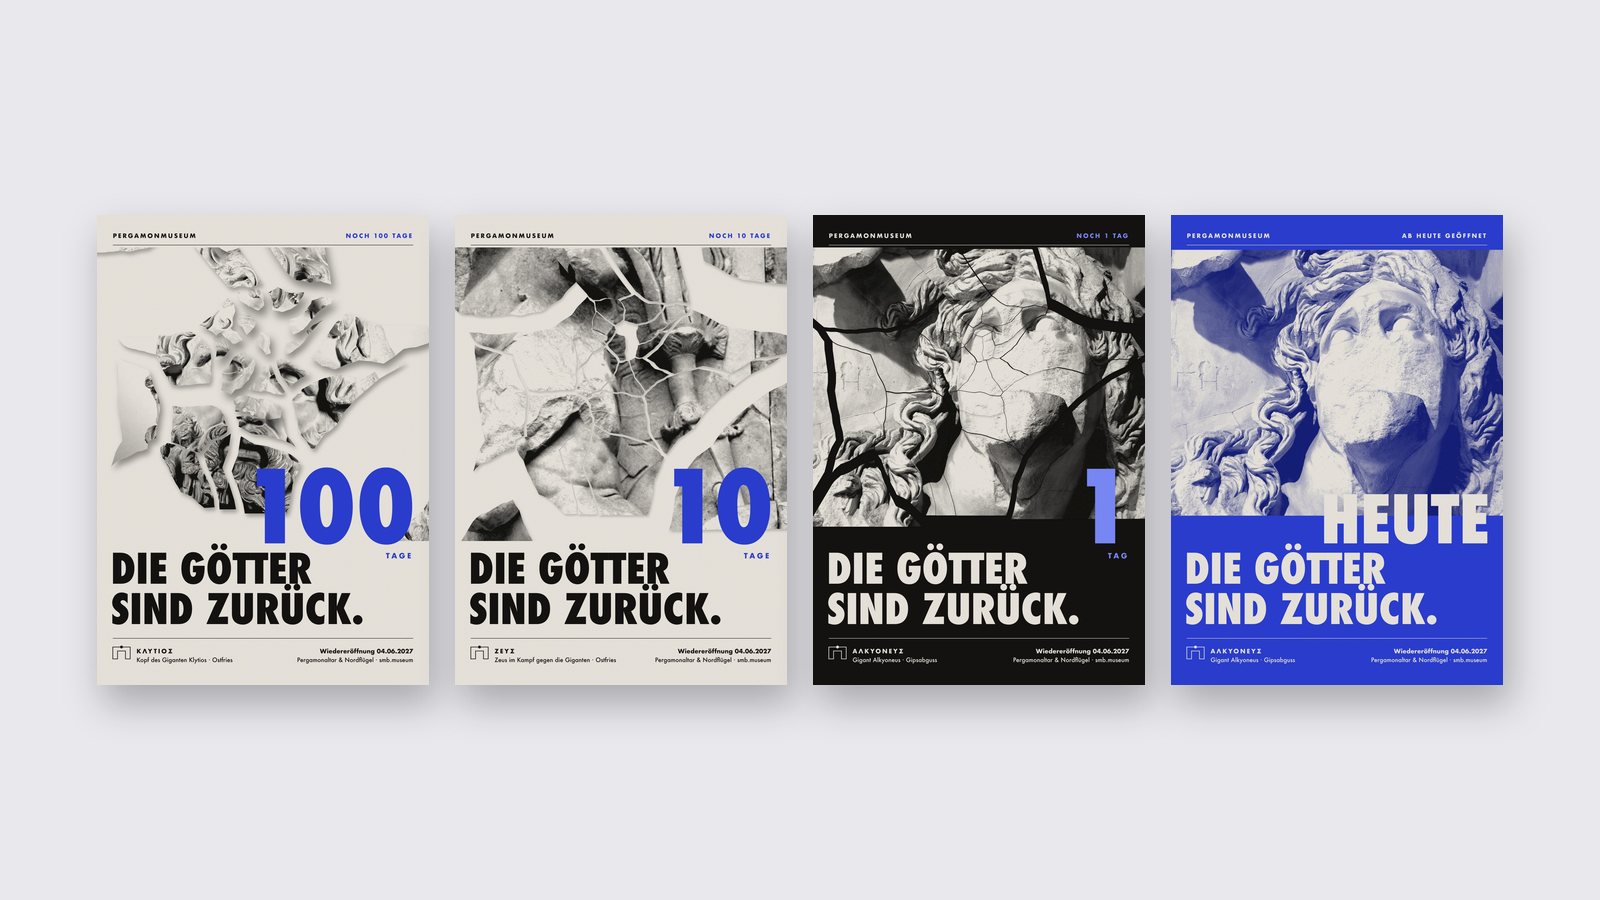 PERGAMONMUSEUM
NOCH 100 TAGE
100
TAGE
DIE GÖTTER
SIND ZURÜCK.
ΚΛΥΤΙΟΣ
Kopf des Giganten Klytios · Ostfries
Wiedereröffnung 04.06.2027
Pergamonaltar & Nordflügel · smb.museum
PERGAMONMUSEUM
NOCH 10 TAGE
10
TAGE
DIE GÖTTER
SIND ZURÜCK.
ΖΕΥΣ
Zeus im Kampf gegen die Giganten · Ostfries
Wiedereröffnung 04.06.2027
Pergamonaltar & Nordflügel · smb.museum
PERGAMONMUSEUM
NOCH 1 TAG
1
TAG
DIE GÖTTER
SIND ZURÜCK.
ΑΛΚΥΟΝΕΥΣ
Gigant Alkyoneus · Gipsabguss
Wiedereröffnung 04.06.2027
Pergamonaltar & Nordflügel · smb.museum
PERGAMONMUSEUM
AB HEUTE GEÖFFNET
HEUTE
DIE GÖTTER
SIND ZURÜCK.
ΑΛΚΥΟΝΕΥΣ
Gigant Alkyoneus · Gipsabguss
Wiedereröffnung 04.06.2027
Pergamonaltar & Nordflügel · smb.museum